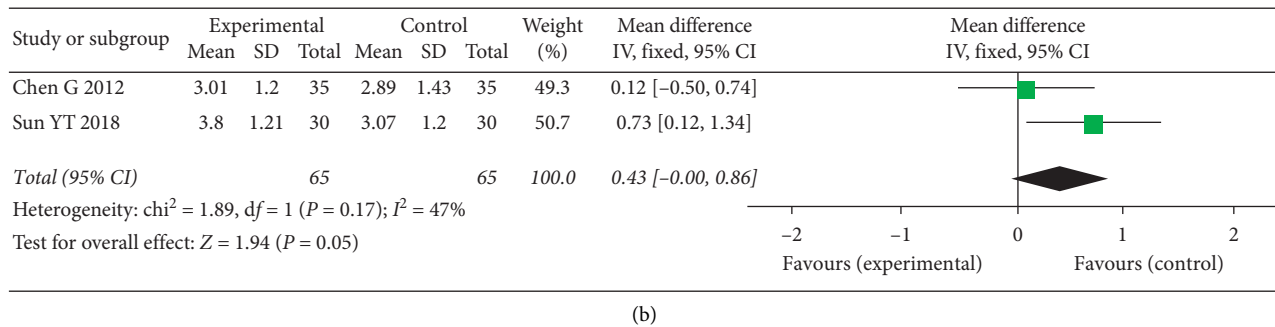 Study or subgroup Experimental Control Weight Mean difference Mean difference
Mean SD Total Mean SD Total (%) IV, fixed, 95% CI IV, fixed, 95% CI
Chen G 2012 3.01 1.2 35 2.89 1.43 35 49.3 0.12 [–0.50, 0.74]
Sun YT 2018 3.8 1.21 30 3.07 1.2 30 50.7 0.73 [0.12, 1.34]
Total (95% CI) 65 65 100.0 0.43 [–0.00, 0.86]
Heterogeneity: chi² = 1.89, df = 1 (P = 0.17); I² = 47%
Test for overall effect: Z = 1.94 (P = 0.05)
–2 –1 0 1 2
Favours (experimental) Favours (control)
(b)